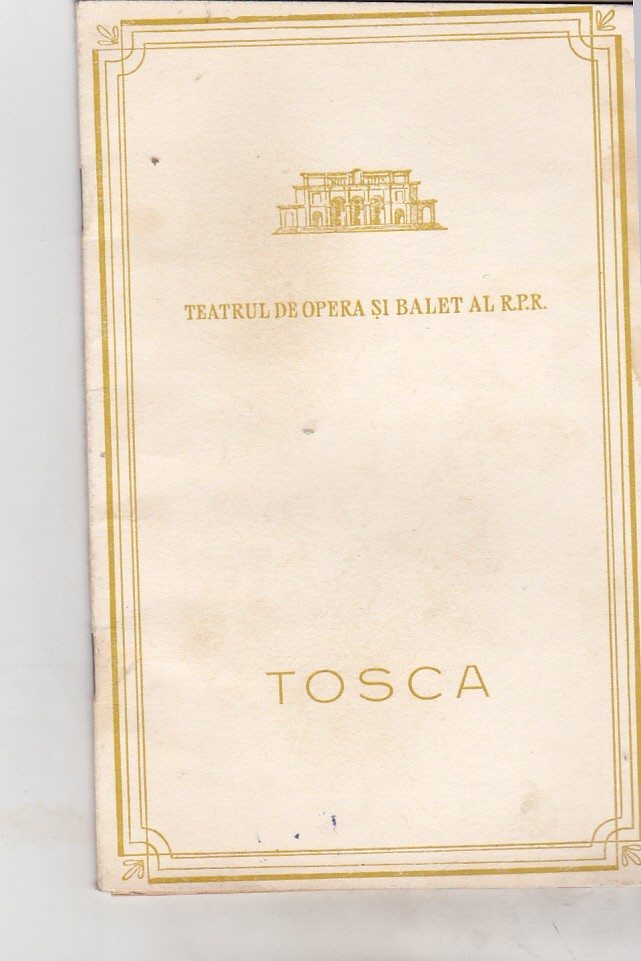 TEATRUL DE OPERA ȘI BALET AL R.P.R.
TOSCA